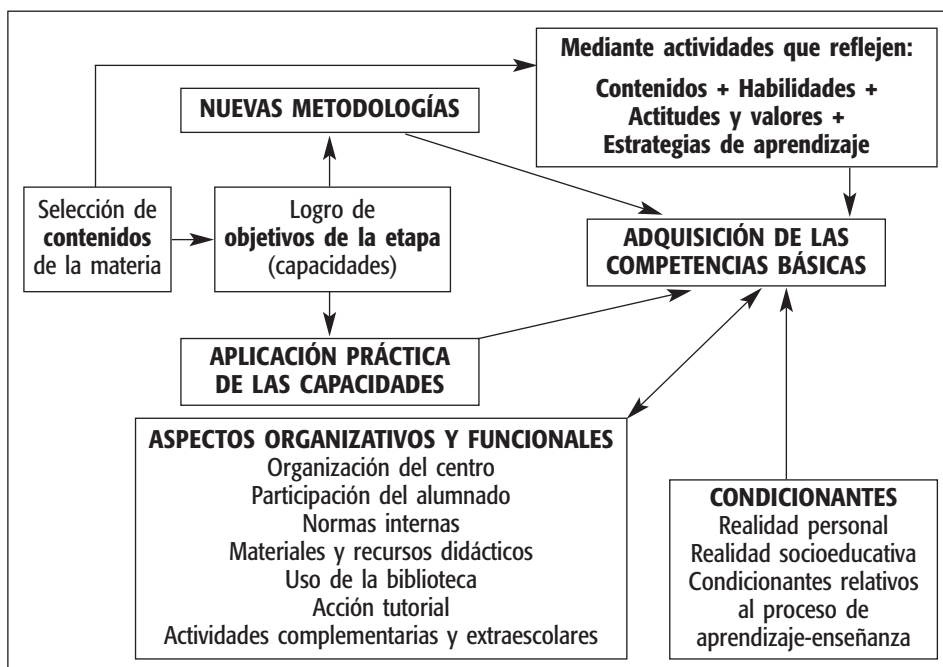 Mediante actividades que reflejen:
Contenidos + Habilidades +
Actitudes y valores +
Estrategias de aprendizaje
NUEVAS METODOLOGÍAS
Selección de
contenidos
de la materia
Logro de
objetivos de la etapa
(capacidades)
ADQUISICIÓN DE LAS
COMPETENCIAS BÁSICAS
APLICACIÓN PRÁCTICA
DE LAS CAPACIDADES
ASPECTOS ORGANIZATIVOS Y FUNCIONALES
Organización del centro
Participación del alumnado
Normas internas
Materiales y recursos didácticos
Uso de la biblioteca
Acción tutorial
Actividades complementarias y extraescolares
CONDICIONANTES
Realidad personal
Realidad socioeducativa
Condicionantes relativos
al proceso de
aprendizaje-enseñanza